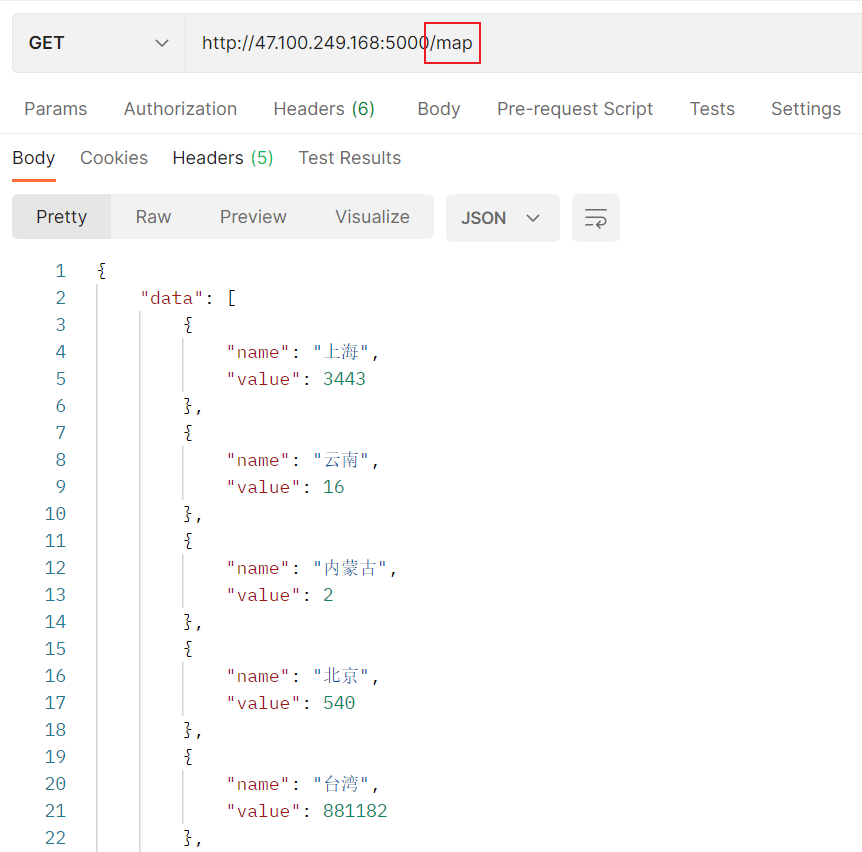 GET http://47.100.249.168:5000/map
Params Authorization Headers (6) Body Pre-request Script Tests Settings
Body Cookies Headers (5) Test Results
Pretty Raw Preview Visualize JSON
1 {
2 "data": [
3 {
4 "name": "上海",
5 "value": 3443
6 },
7 {
8 "name": "云南",
9 "value": 16
10 },
11 {
12 "name": "内蒙古",
13 "value": 2
14 },
15 {
16 "name": "北京",
17 "value": 540
18 },
19 {
20 "name": "台湾",
21 "value": 881182
22 },